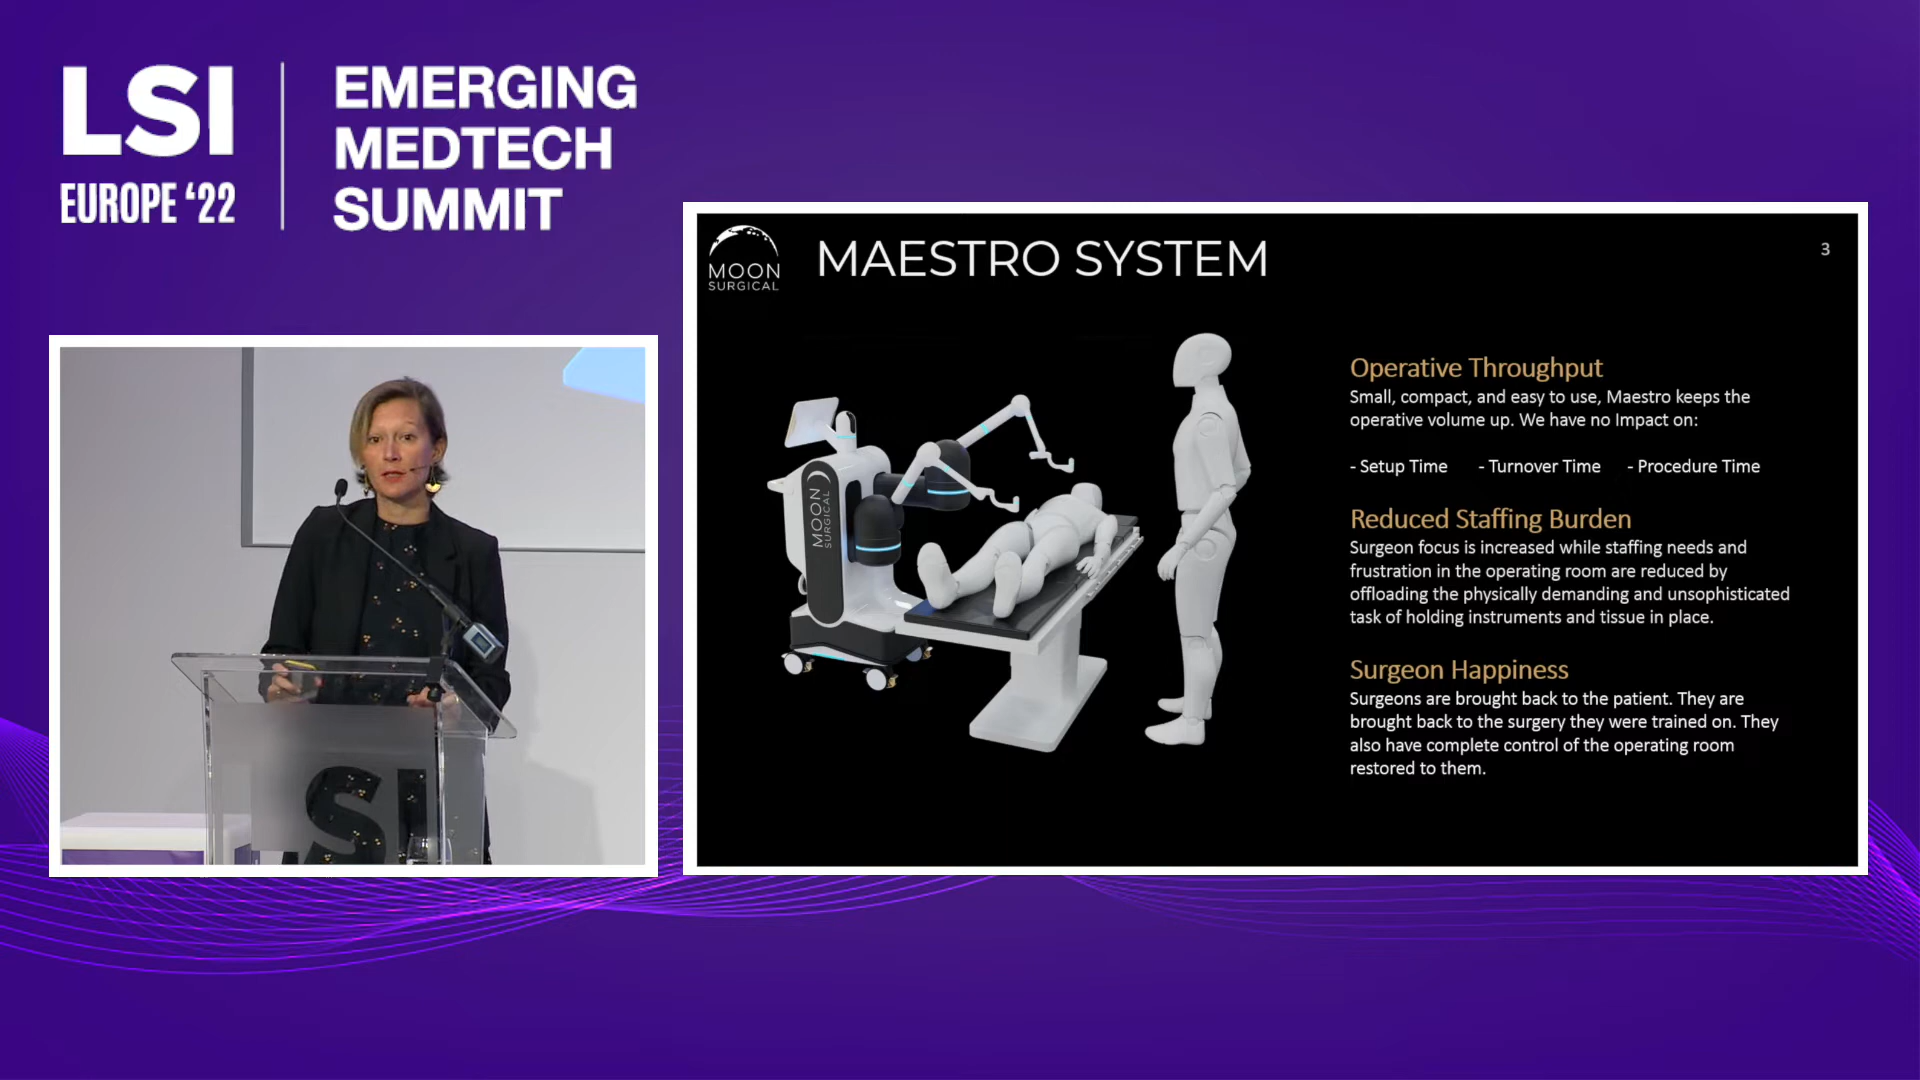 LSI
EUROPE ‘22
EMERGING
MEDTECH
SUMMIT
MOON
SURGICAL
MAESTRO SYSTEM
3
MOON
SURGICAL
Operative Throughput
Small, compact, and easy to use, Maestro keeps the
operative volume up. We have no Impact on:
- Setup Time - Turnover Time - Procedure Time
Reduced Staffing Burden
Surgeon focus is increased while staffing needs and
frustration in the operating room are reduced by
offloading the physically demanding and unsophisticated
task of holding instruments and tissue in place.
Surgeon Happiness
Surgeons are brought back to the patient. They are
brought back to the surgery they were trained on. They
also have complete control of the operating room
restored to them.
LSI